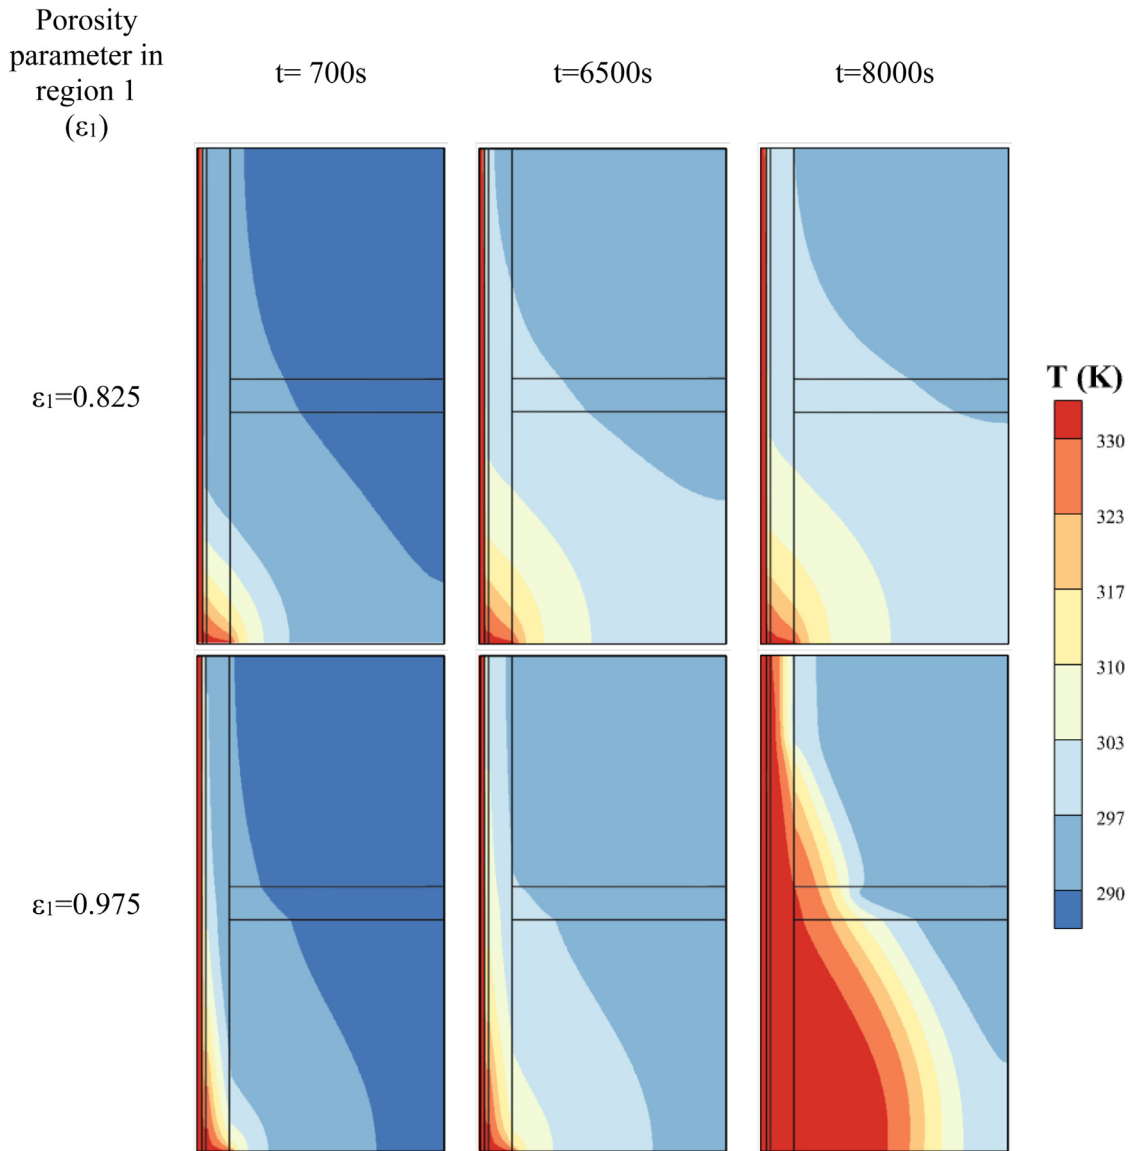 Porosity
parameter in
region 1
(ε1)
t= 700s
t=6500s
t=8000s
ε1=0.825
ε1=0.975
T (K)
330
323
317
310
303
297
290